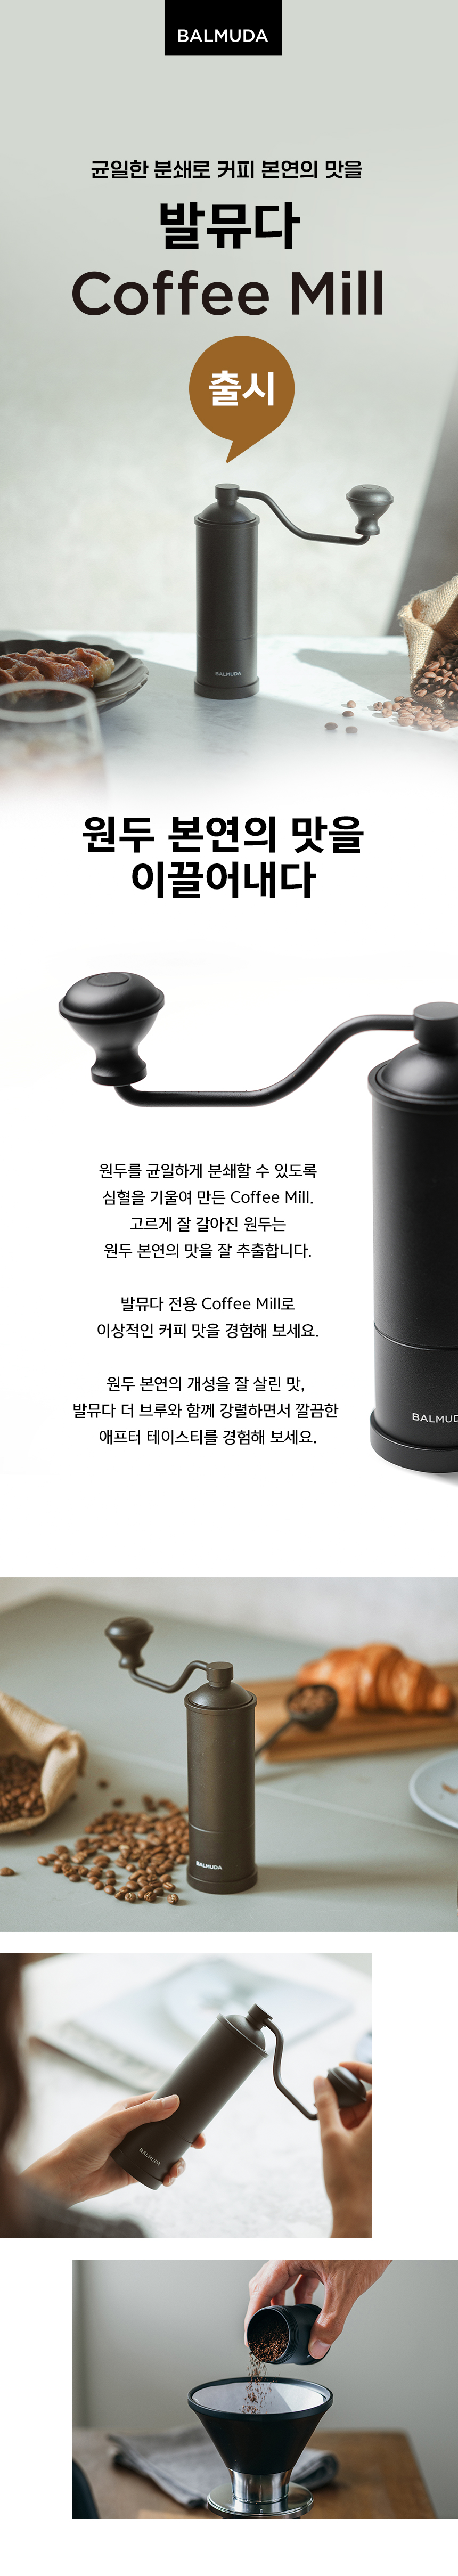 BALMUDA
균일한 분쇄로 커피 본연의 맛을
발뮤다
Coffee Mill
출시
BALMUDA
원두 본연의 맛을
이끌어내다
원두를 균일하게 분쇄할 수 있도록
심혈을 기울여 만든 Coffee Mill.
고르게 잘 갈아진 원두는
원두 본연의 맛을 잘 추출합니다.
발뮤다 전용 Coffee Mill로
이상적인 커피 맛을 경험해 보세요.
원두 본연의 개성을 잘 살린 맛,
발뮤다 더 브루와 함께 강렬하면서 깔끔한
애프터 테이스티를 경험해 보세요.
BALMUD
BALMUDA
BALMUDA